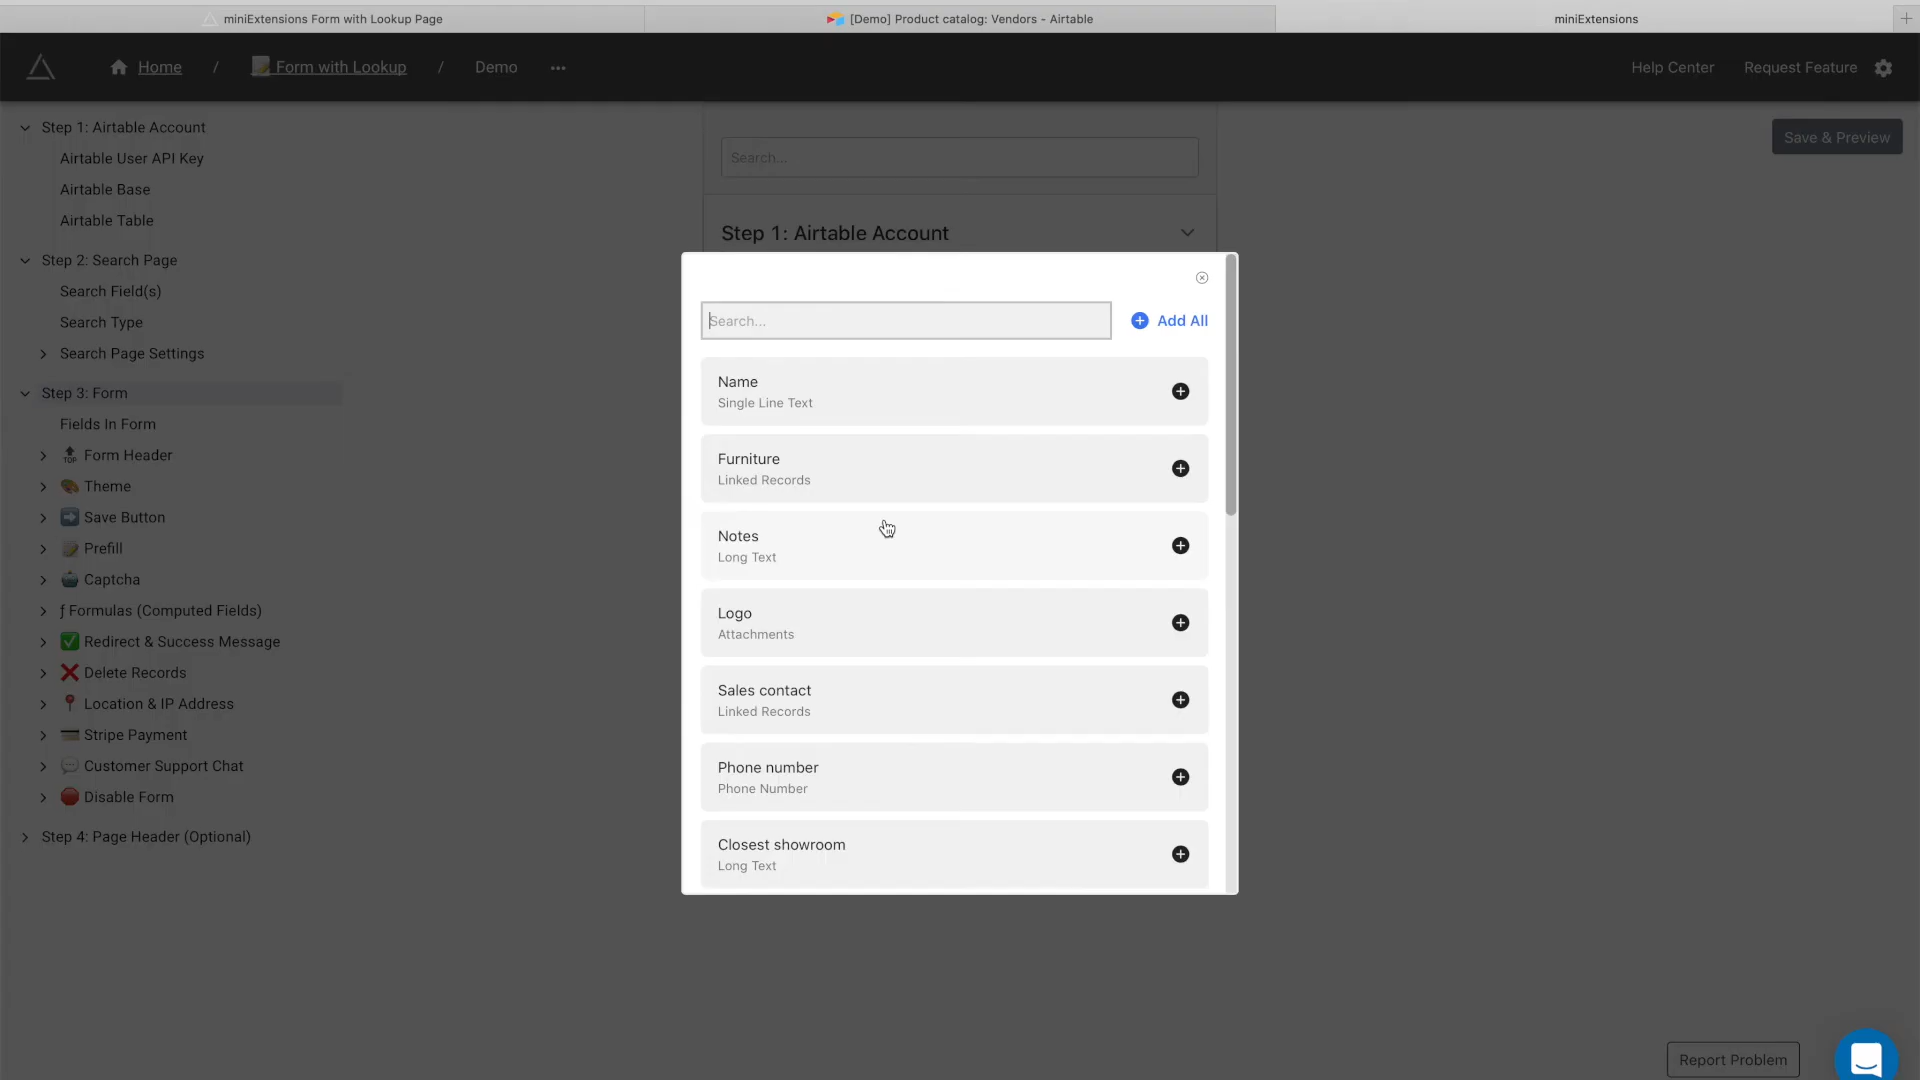 miniExtensions Form with Lookup Page
[Demo] Product catalog: Vendors - Airtable
miniExtensions
Home / Form with Lookup / Demo ...
Help Center
Request Feature
Step 1: Airtable Account
Airtable User API Key
Airtable Base
Airtable Table
Step 2: Search Page
Search Field(s)
Search Type
Search Page Settings
Step 3: Form
Fields In Form
TOP Form Header
Theme
Save Button
Prefill
Captcha
ƒ Formulas (Computed Fields)
Redirect & Success Message
Delete Records
Location & IP Address
Stripe Payment
Customer Support Chat
Disable Form
Step 4: Page Header (Optional)
Search...
Step 1: Airtable Account
Save & Preview
Search...
Add All
Name
Single Line Text
Furniture
Linked Records
Notes
Long Text
Logo
Attachments
Sales contact
Linked Records
Phone number
Phone Number
Closest showroom
Long Text
Report Problem